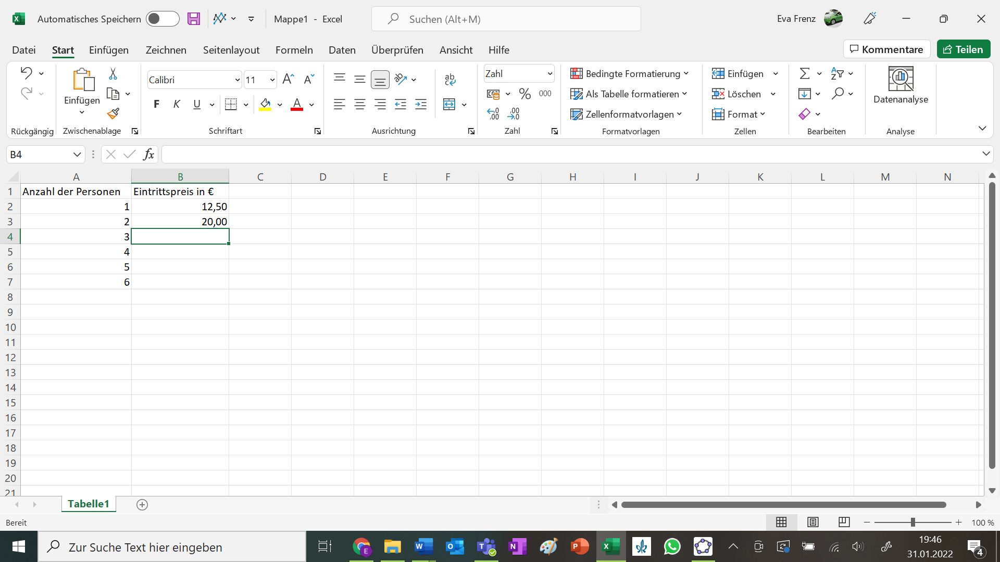 Automatisches Speichern Mappe1 - Excel Suchen (Alt+M) Eva Frenz
Datei Start Einfügen Zeichnen Seitenlayout Formeln Daten Überprüfen Ansicht Hilfe Kommentare Teilen
Rückgängig
Einfügen
Zwischenablage
Calibri 11
F K U A
Schriftart
ab
Ausrichtung
Zahl
% 000
Zahl
Bedingte Formatierung
Als Tabelle formatieren
Zellenformatvorlagen
Formatvorlagen
Einfügen
Löschen
Format
Zellen
Bearbeiten
Datenanalyse
Analyse
B4 fx
A B C D E F G H I J K L M N
1 Anzahl der Personen Eintrittspreis in €
2 1 12,50
3 2 20,00
4 3
5 4
6 5
7 6
8
9
10
11
12
13
14
15
16
17
18
19
20
21
Tabelle1
Bereit 100 %
Zur Suche Text hier eingeben
19:46
31.01.2022
4